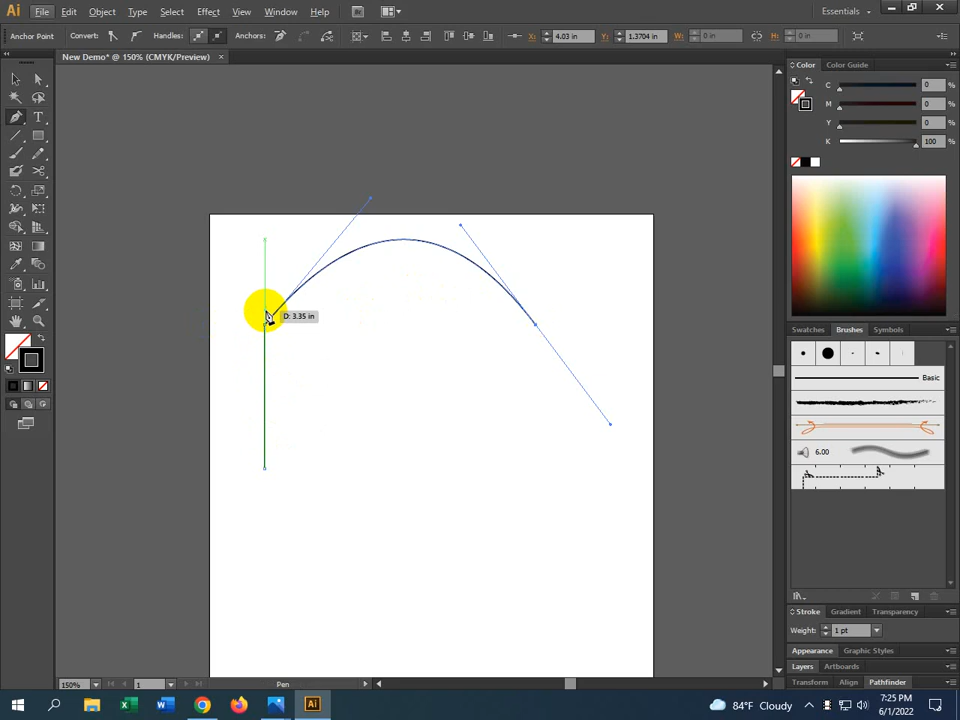 Ai File Edit Object Type Select Effect View Window Help Br Essentials
Anchor Point Convert: Handles: Anchors: X: 4.03 in Y: 1.3704 in W: 0 in H: 0 in
New Demo* @ 150% (CMYK/Preview) ×
Color Color Guide
C 0 %
M 0 %
Y 0 %
K 100 %
T
D: 3.35 in
Swatches Brushes Symbols
Basic
6.00
Stroke Gradient Transparency
Weight: 1 pt
Appearance Graphic Styles
Layers Artboards
Transform Align Pathfinder
150% 1 Pen
84°F Cloudy
7:25 PM
6/1/2022